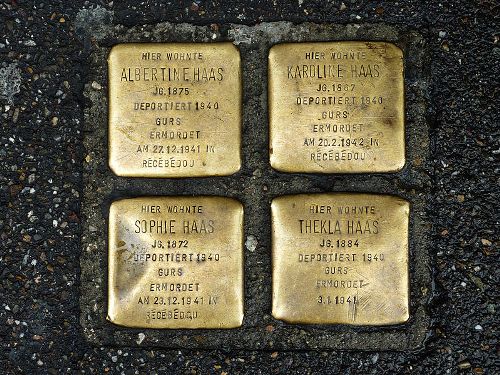 HIER WOHNTE
ALBERTINE HAAS
JG. 1875
DEPORTIERT 1940
GURS
ERMORDET
AM 27.12.1941 IN
RÉCÉBÉDOU
HIER WOHNTE
KAROLINE HAAS
JG. 1867
DEPORTIERT 1940
GURS
ERMORDET
AM 20.2.1942 IN
RÉCÉBÉDOU
HIER WOHNTE
SOPHIE HAAS
JG. 1872
DEPORTIERT 1940
GURS
ERMORDET
AM 23.12.1941 IN
RÉCÉBÉDOU
HIER WOHNTE
THEKLA HAAS
JG. 1884
DEPORTIERT 1940
GURS
ERMORDET
3.1.1941